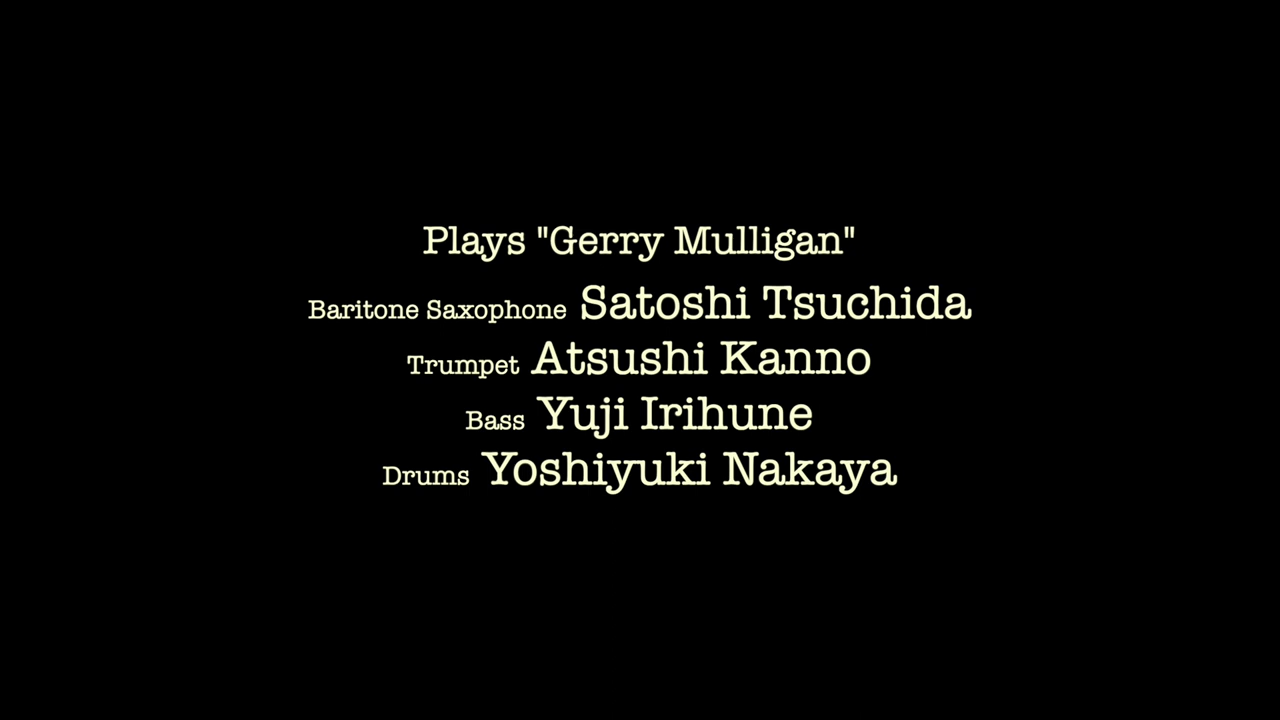 Plays "Gerry Mulligan"
Baritone Saxophone Satoshi Tsuchida
Trumpet Atsushi Kanno
Bass Yuji Irihune
Drums Yoshiyuki Nakaya